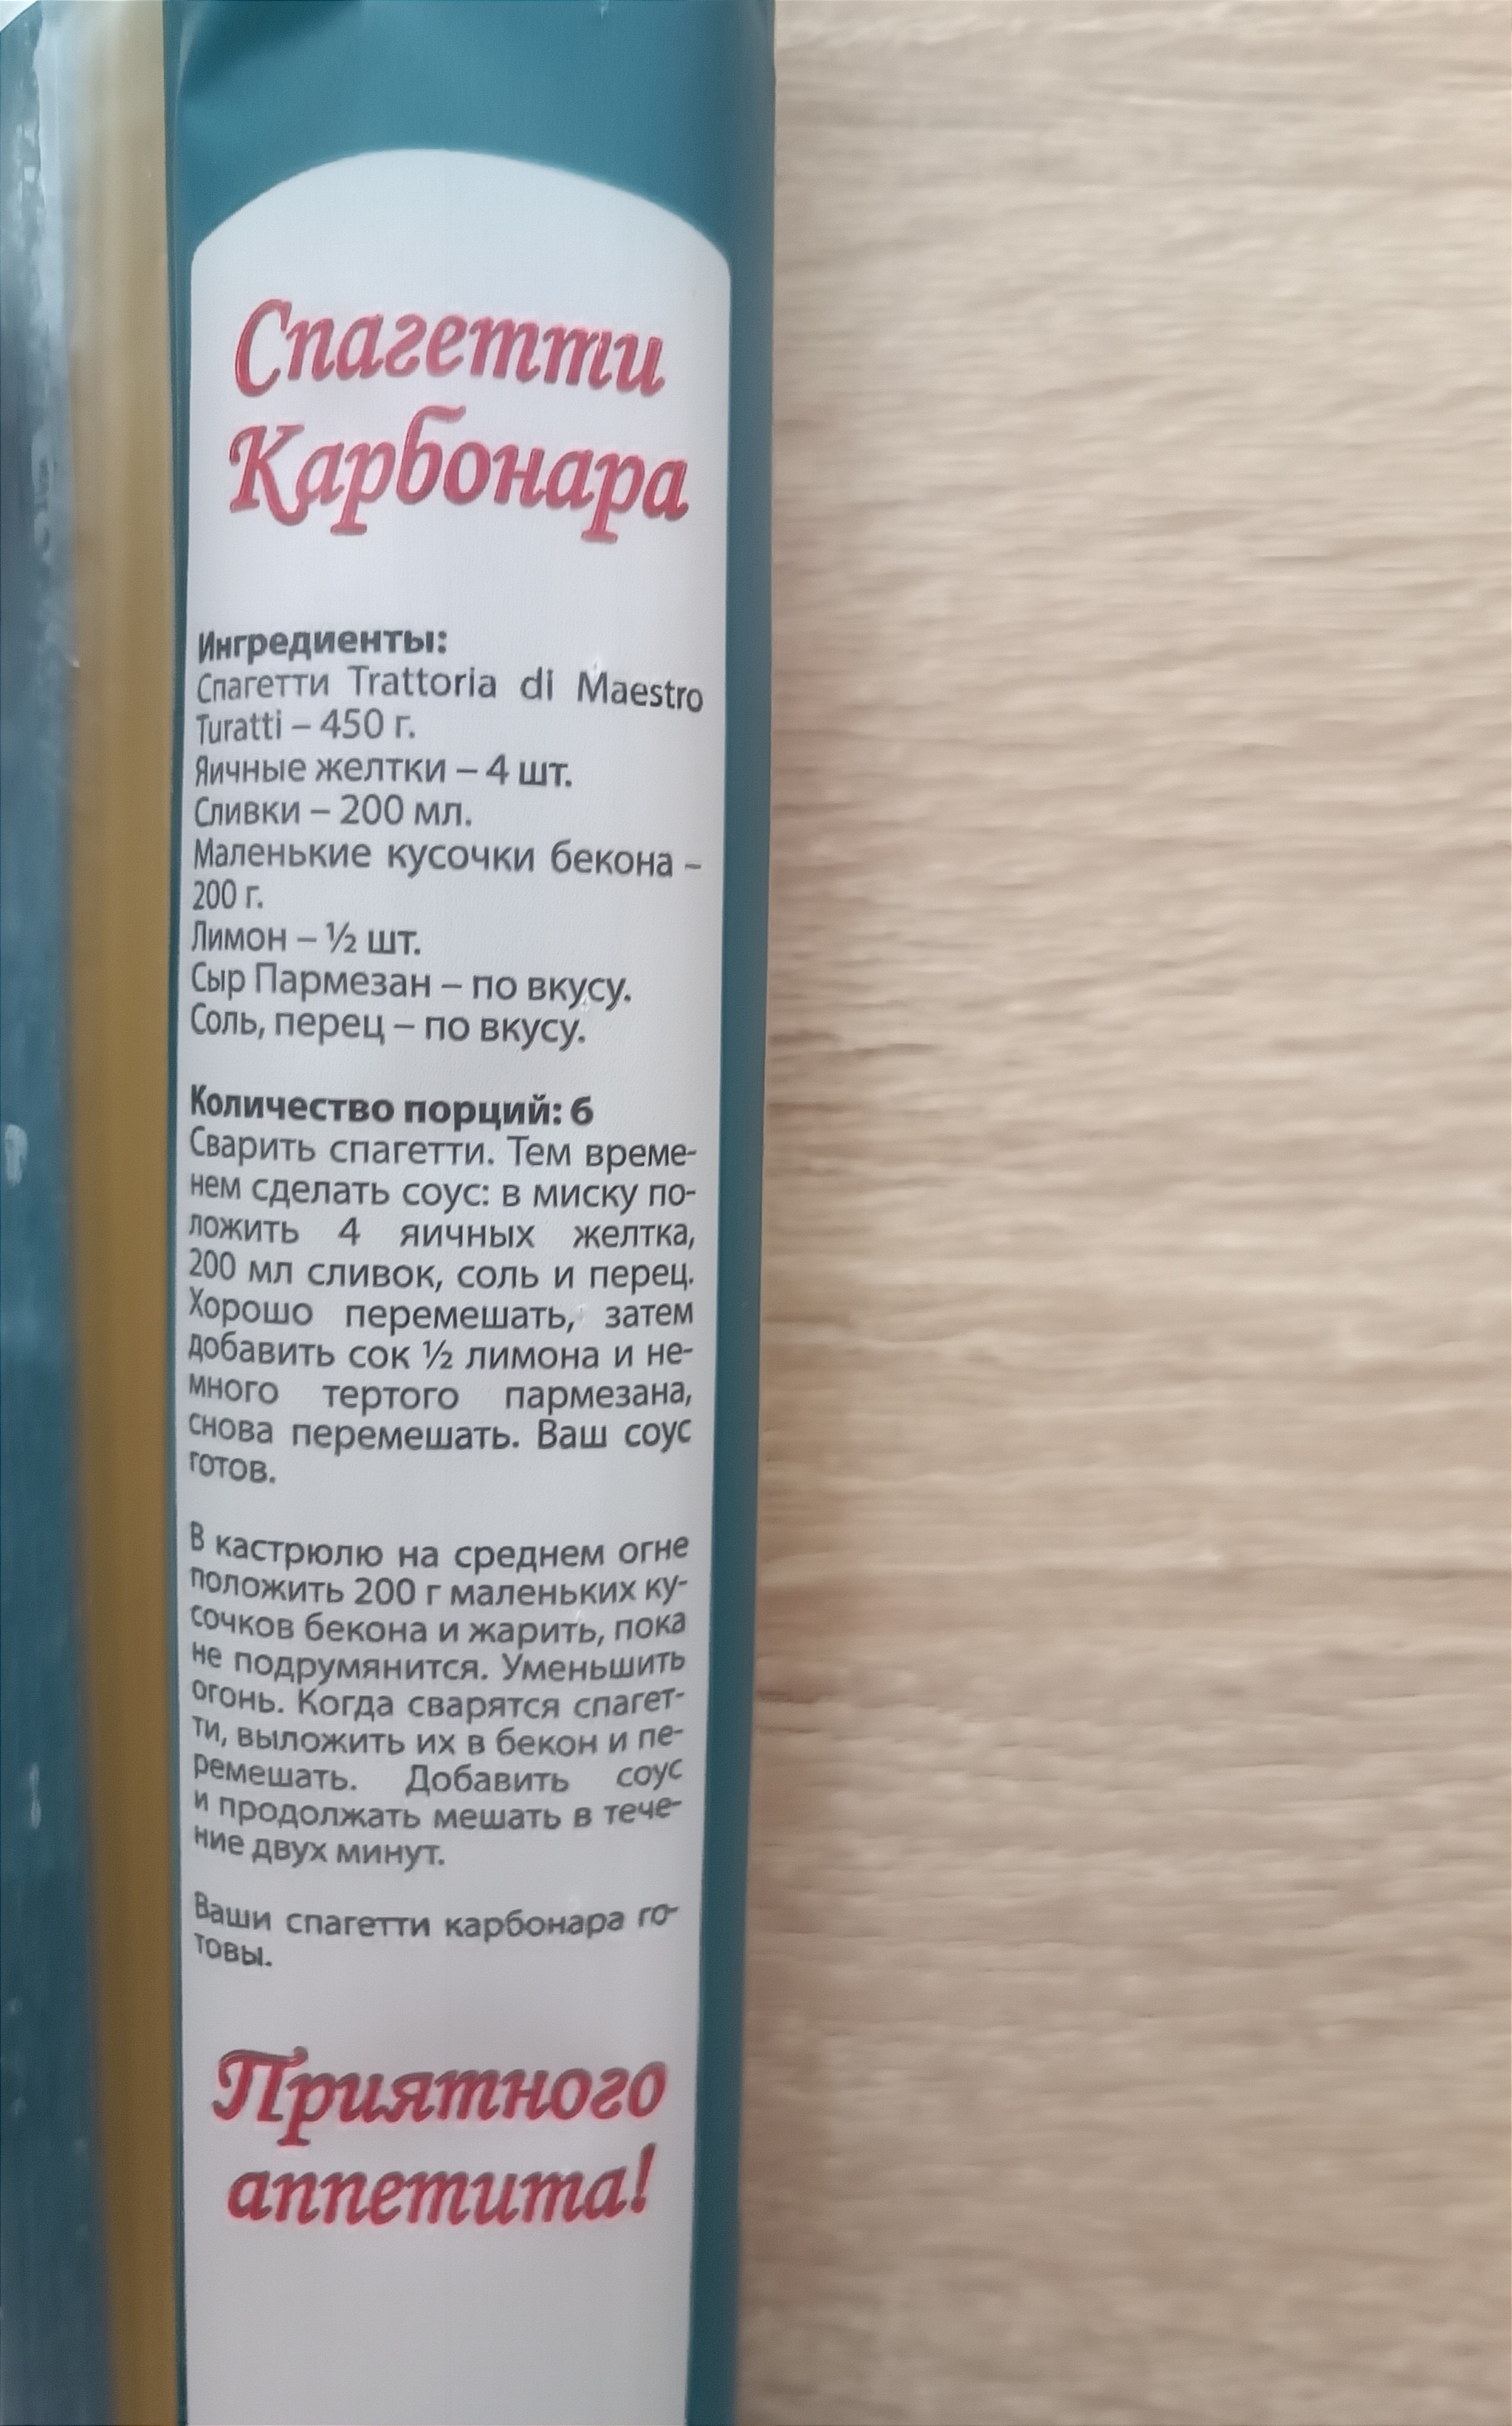 Спагетти
Карбонара
Ингредиенты:
Спагетти Trattoria di Maestro
Turatti – 450 г.
Яичные желтки – 4 шт.
Сливки – 200 мл.
Маленькие кусочки бекона –
200 г.
Лимон – ½ шт.
Сыр Пармезан – по вкусу.
Соль, перец – по вкусу.
Количество порций: 6
Сварить спагетти. Тем време-
нем сделать соус: в миску по-
ложить 4 яичных желтка,
200 мл сливок, соль и перец.
Хорошо перемешать, затем
добавить сок ½ лимона и не-
много тертого пармезана,
снова перемешать. Ваш соус
готов.
В кастрюлю на среднем огне
положить 200 г маленьких ку-
сочков бекона и жарить, пока
не подрумянится. Уменьшить
огонь. Когда сварятся спагет-
ти, выложить их в бекон и пе-
ремешать. Добавить соус
и продолжать мешать в тече-
ние двух минут.
Ваши спагетти карбонара го-
товы.
Приятного
аппетита!